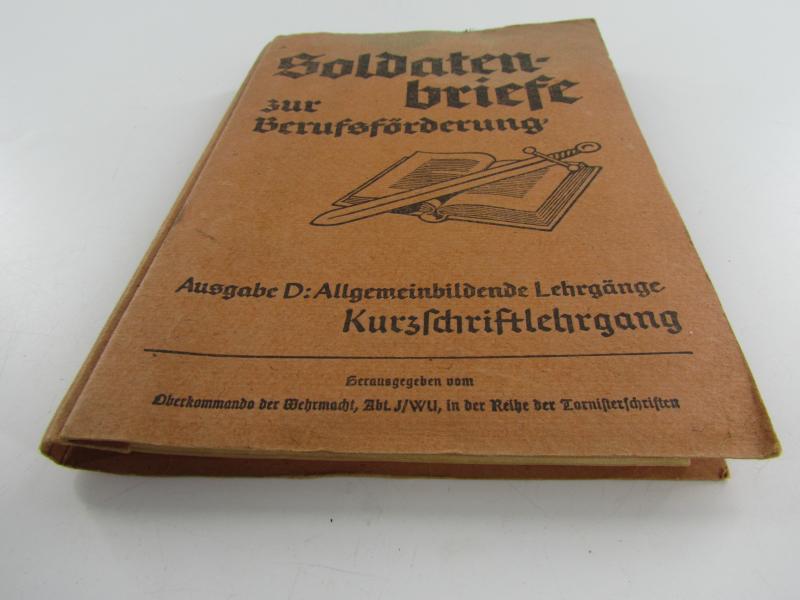 Soldaten-
briefe
zur
Berufsförderung
Ausgabe D: Allgemeinbildende Lehrgänge
Kurzſchriftlehrgang
Herausgegeben vom
Oberkommando der Wehrmacht, Abt. J/WU, in der Reihe der Torniſterſchriften